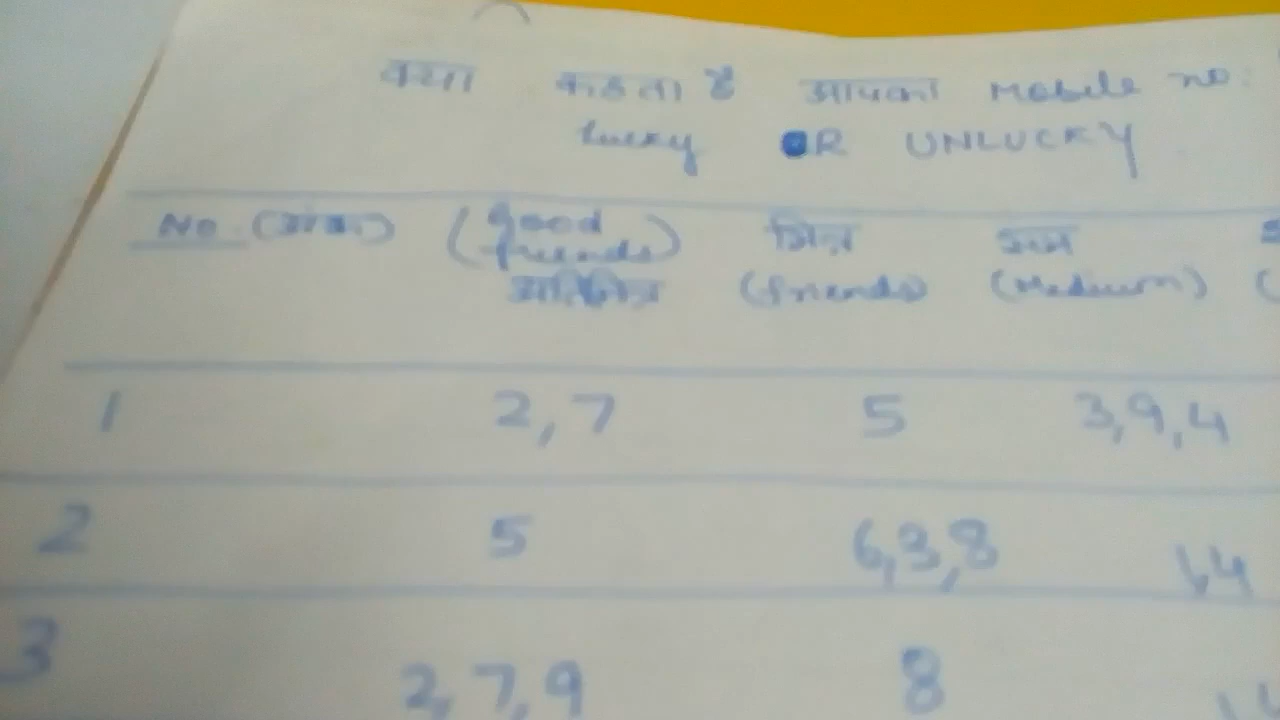 क्या कहता है आपका Mobile no.
Lucky OR UNLUCKY
No. (अंक) (Good friends) अतिमित्र मित्र (friends) सम (Medium)
1 2,7 5 3,9,4
2 5 6,3,8 1,4
3 2,7,9 8